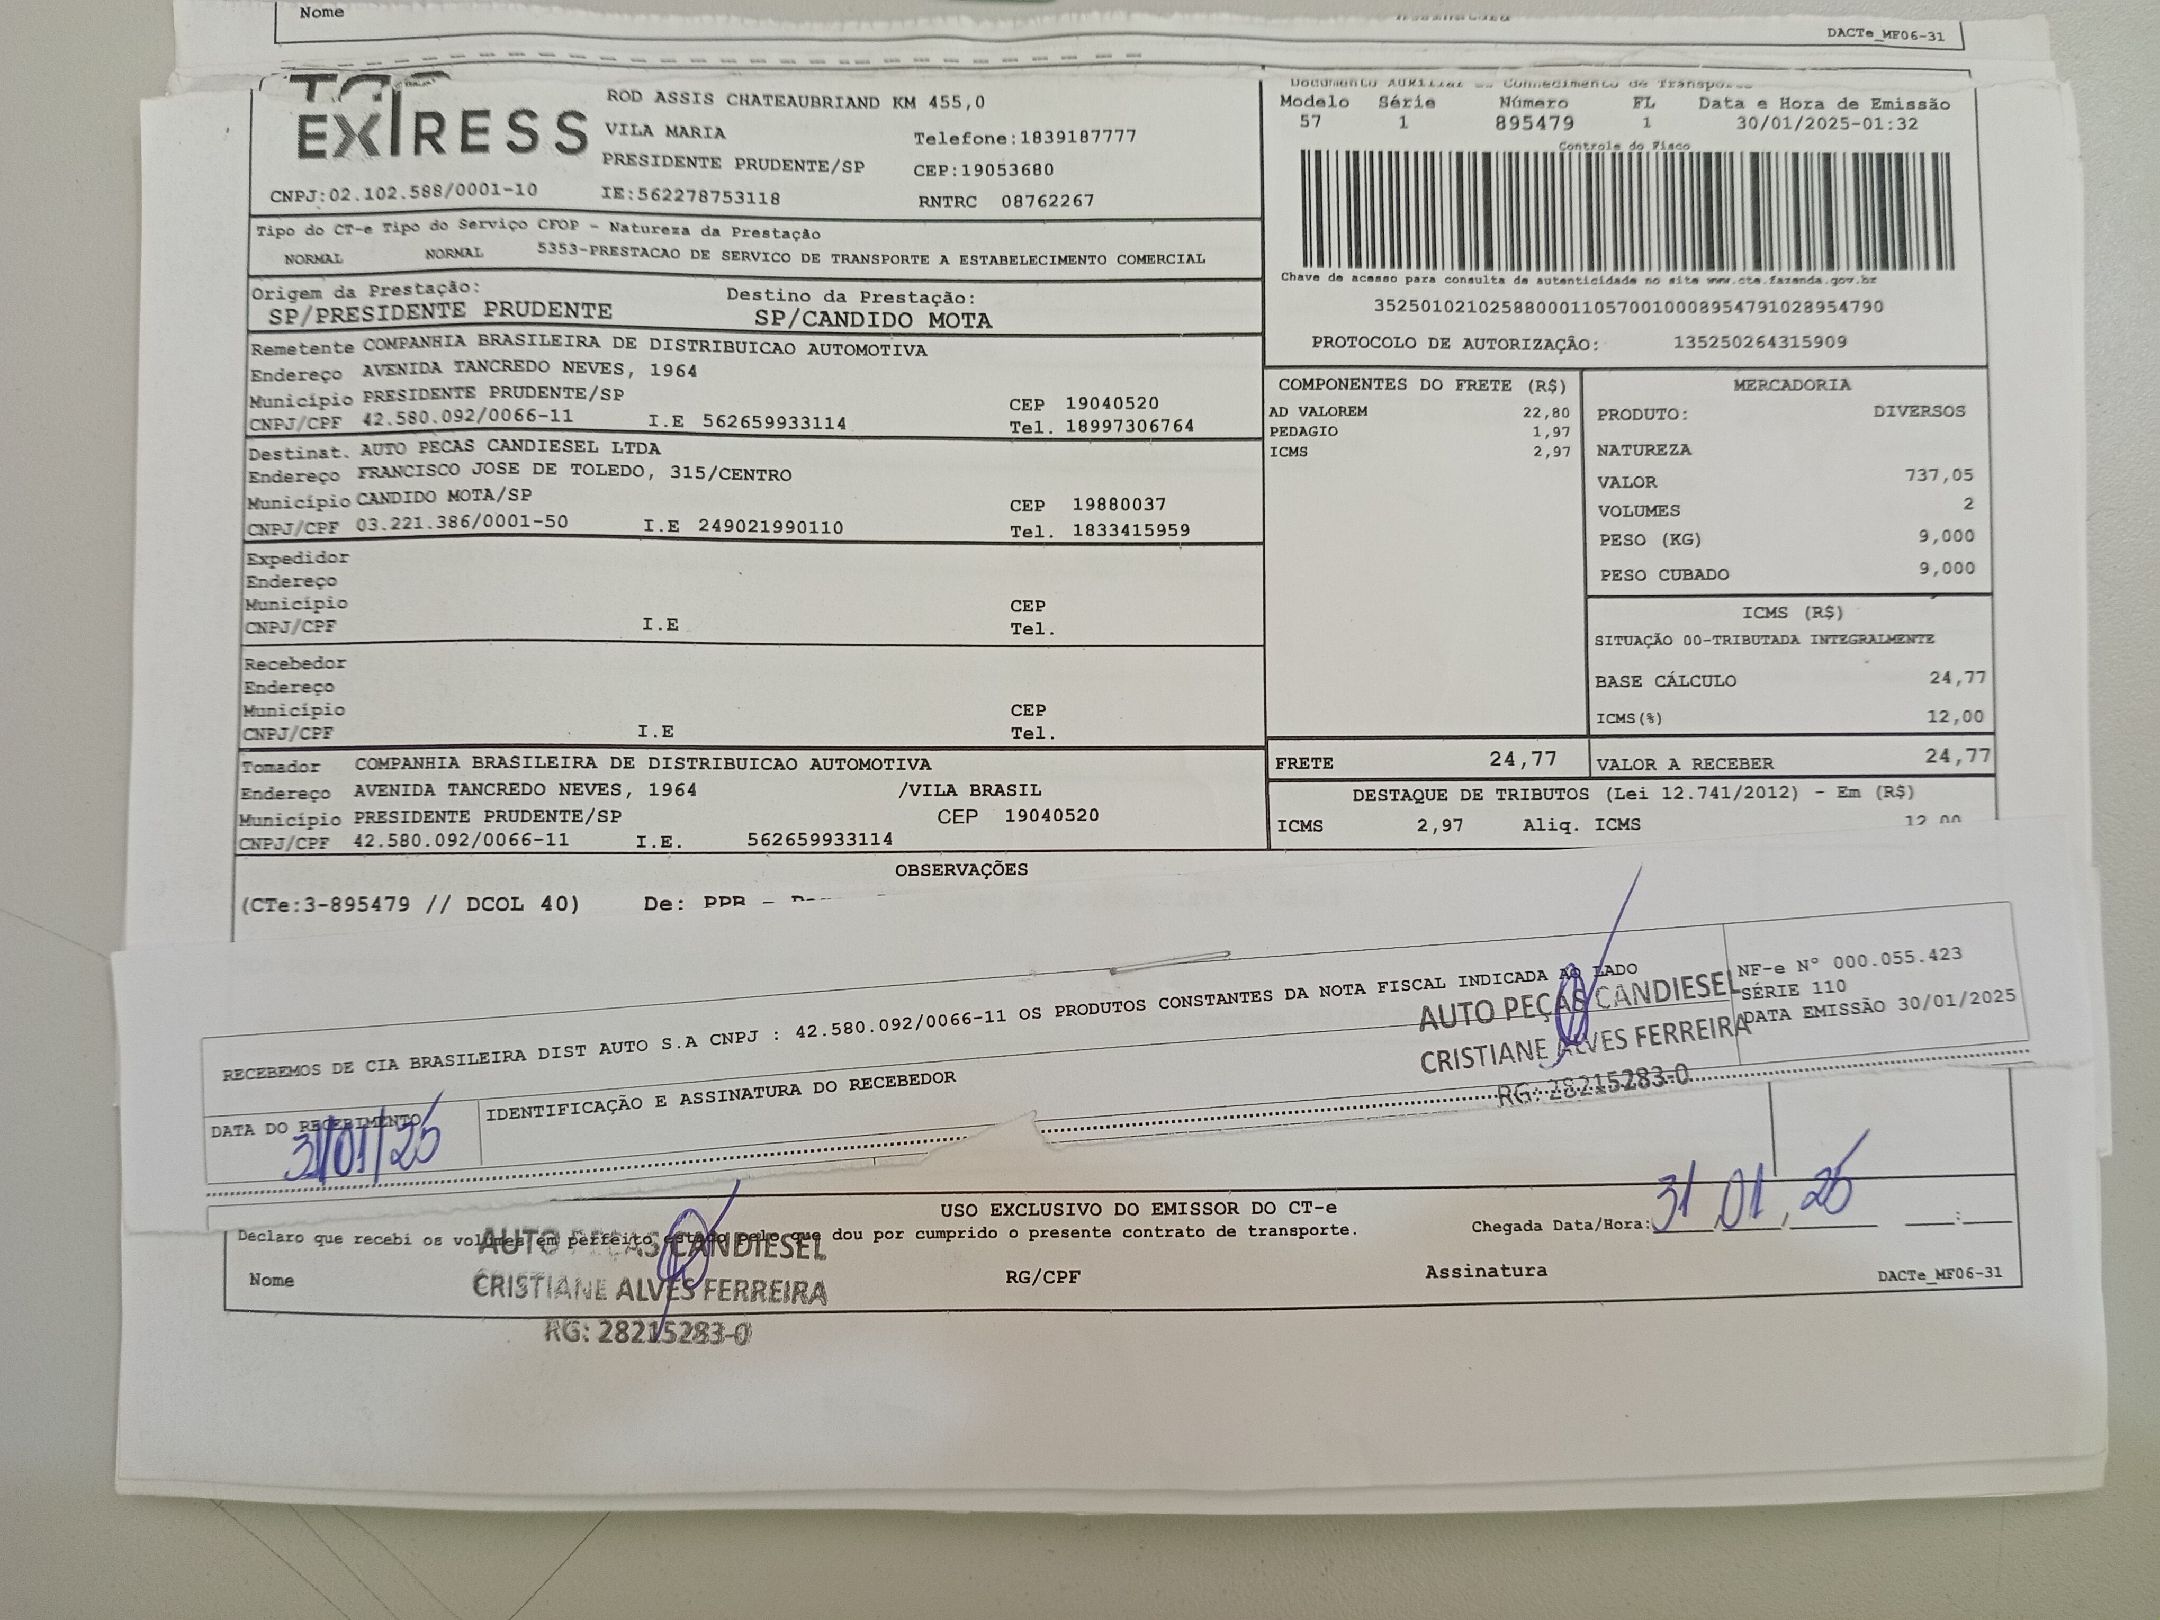 Nome
DACTe_MF06-31
EXPRESS
ROD ASSIS CHATEAUBRIAND KM 455,0
VILA MARIA
Telefone:1839187777
PRESIDENTE PRUDENTE/SP
CEP:19053680
CNPJ:02.102.588/0001-10
IE:562278753118
RNTRC 08762267
Documento Auxiliar do Conhecimento de Transporte
Modelo Série Número FL Data e Hora de Emissão
57 1 895479 1 30/01/2025-01:32
Controle do Fisco
Chave de acesso para consulta de autenticidade no site www.cte.fazenda.gov.br
35250102102588000110570010008954791028954790
PROTOCOLO DE AUTORIZAÇÃO: 135250264315909
Tipo do CT-e Tipo do Serviço CFOP - Natureza da Prestação
NORMAL NORMAL 5353-PRESTACAO DE SERVICO DE TRANSPORTE A ESTABELECIMENTO COMERCIAL
Origem da Prestação: Destino da Prestação:
SP/PRESIDENTE PRUDENTE SP/CANDIDO MOTA
Remetente COMPANHIA BRASILEIRA DE DISTRIBUICAO AUTOMOTIVA
Endereço AVENIDA TANCREDO NEVES, 1964
Município PRESIDENTE PRUDENTE/SP CEP 19040520
CNPJ/CPF 42.580.092/0066-11 I.E 562659933114 Tel. 18997306764
Destinat. AUTO PECAS CANDIESEL LTDA
Endereço FRANCISCO JOSE DE TOLEDO, 315/CENTRO
Município CANDIDO MOTA/SP CEP 19880037
CNPJ/CPF 03.221.386/0001-50 I.E 249021990110 Tel. 1833415959
Expedidor
Endereço
Município CEP
CNPJ/CPF I.E Tel.
Recebedor
Endereço
Município CEP
CNPJ/CPF I.E Tel.
Tomador COMPANHIA BRASILEIRA DE DISTRIBUICAO AUTOMOTIVA
Endereço AVENIDA TANCREDO NEVES, 1964 /VILA BRASIL
Município PRESIDENTE PRUDENTE/SP CEP 19040520
CNPJ/CPF 42.580.092/0066-11 I.E. 562659933114
COMPONENTES DO FRETE (R$)
AD VALOREM 22,80
PEDAGIO 1,97
ICMS 2,97
MERCADORIA
PRODUTO: DIVERSOS
NATUREZA
VALOR 737,05
VOLUMES 2
PESO (KG) 9,000
PESO CUBADO 9,000
ICMS (R$)
SITUAÇÃO 00-TRIBUTADA INTEGRALMENTE
BASE CÁLCULO 24,77
ICMS(%) 12,00
FRETE 24,77
VALOR A RECEBER 24,77
DESTAQUE DE TRIBUTOS (Lei 12.741/2012) - Em (R$)
ICMS 2,97 Aliq. ICMS 12,00
OBSERVAÇÕES
(CTe:3-895479 // DCOL 40) De: PPR -
RECEBEMOS DE CIA BRASILEIRA DIST AUTO S.A CNPJ : 42.580.092/0066-11 OS PRODUTOS CONSTANTES DA NOTA FISCAL INDICADA AO LADO
NF-e N° 000.055.423
SÉRIE 110
DATA EMISSÃO 30/01/2025
AUTO PEÇAS CANDIESEL
CRISTIANE ALVES FERREIRA
RG: 28215283-0
DATA DO RECEBIMENTO
31/01/25
IDENTIFICAÇÃO E ASSINATURA DO RECEBEDOR
USO EXCLUSIVO DO EMISSOR DO CT-e
Declaro que recebi os volumes em perfeito estado pelo que dou por cumprido o presente contrato de transporte.
Chegada Data/Hora: 31,01,25 __:__
Nome RG/CPF Assinatura
AUTO PEÇAS CANDIESEL
CRISTIANE ALVES FERREIRA
RG: 28215283-0
DACTe_MF06-31